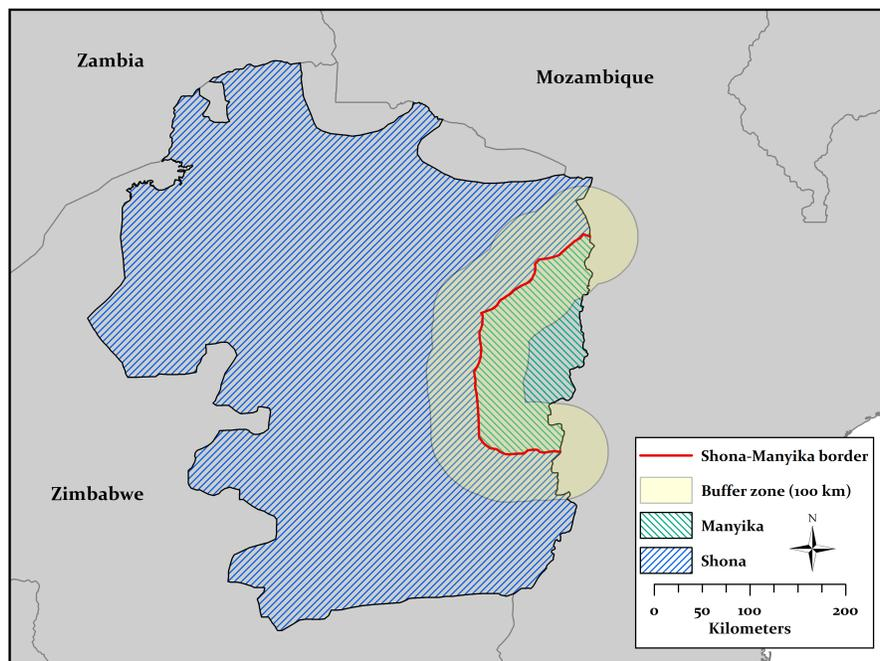 Zambia
Mozambique
Zimbabwe
Shona-Manyika border
Buffer zone (100 km)
Manyika
N
Shona
0 50 100 200
Kilometers